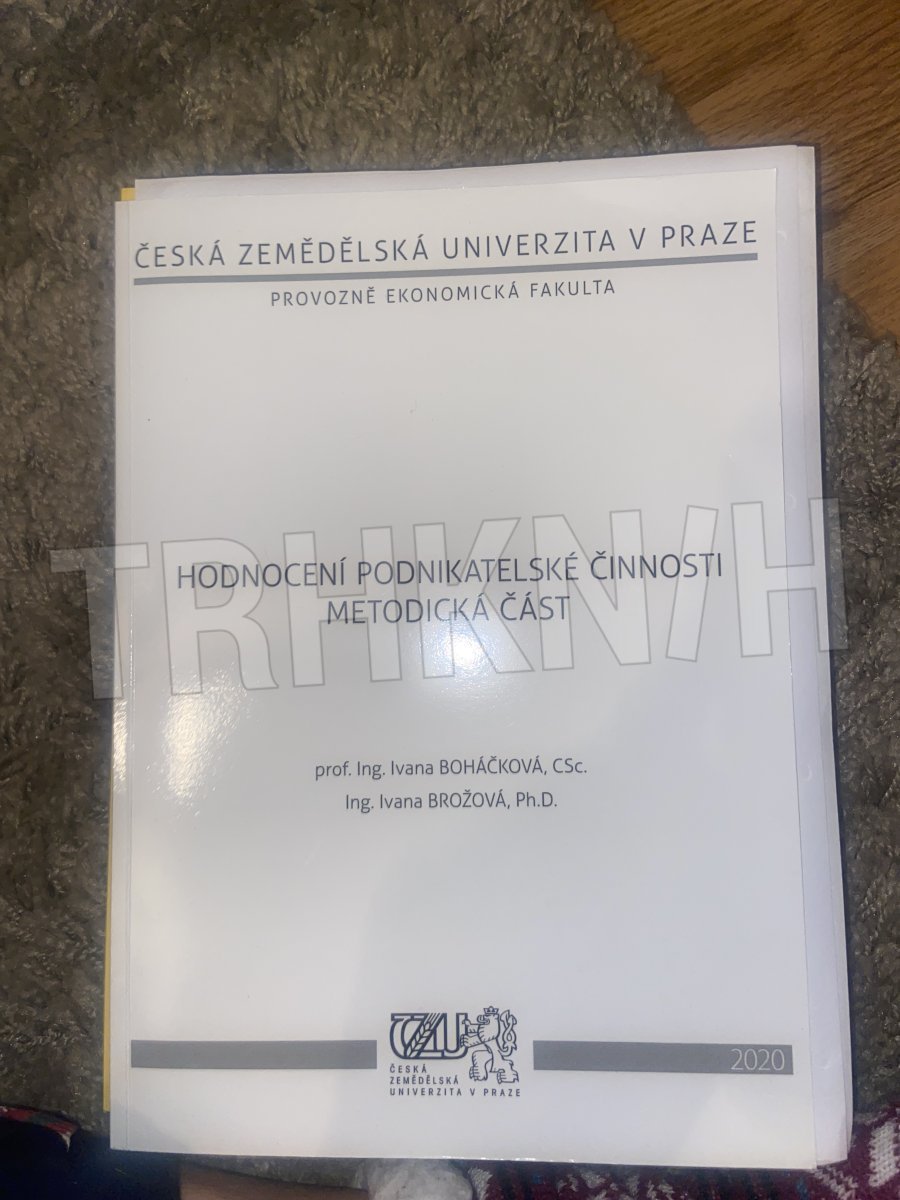 ČESKÁ ZEMĚDĚLSKÁ UNIVERZITA V PRAZE
PROVOZNĚ EKONOMICKÁ FAKULTA
HODNOCENÍ PODNIKATELSKÉ ČINNOSTI
METODICKÁ ČÁST
TRHKN/H
prof. Ing. Ivana BOHÁČKOVÁ, CSc.
Ing. Ivana BROŽOVÁ, Ph.D.
ČZU
ČESKÁ
ZEMĚDĚLSKÁ
UNIVERZITA V PRAZE
2020